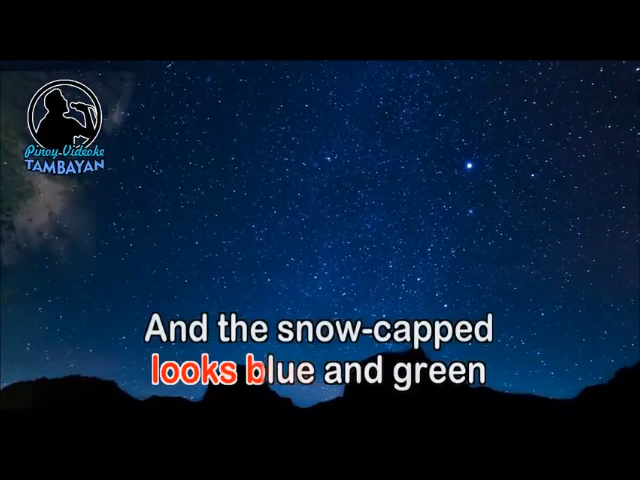 Pinoy Videoke
TAMBAYAN
And the snow-capped
looks blue and green